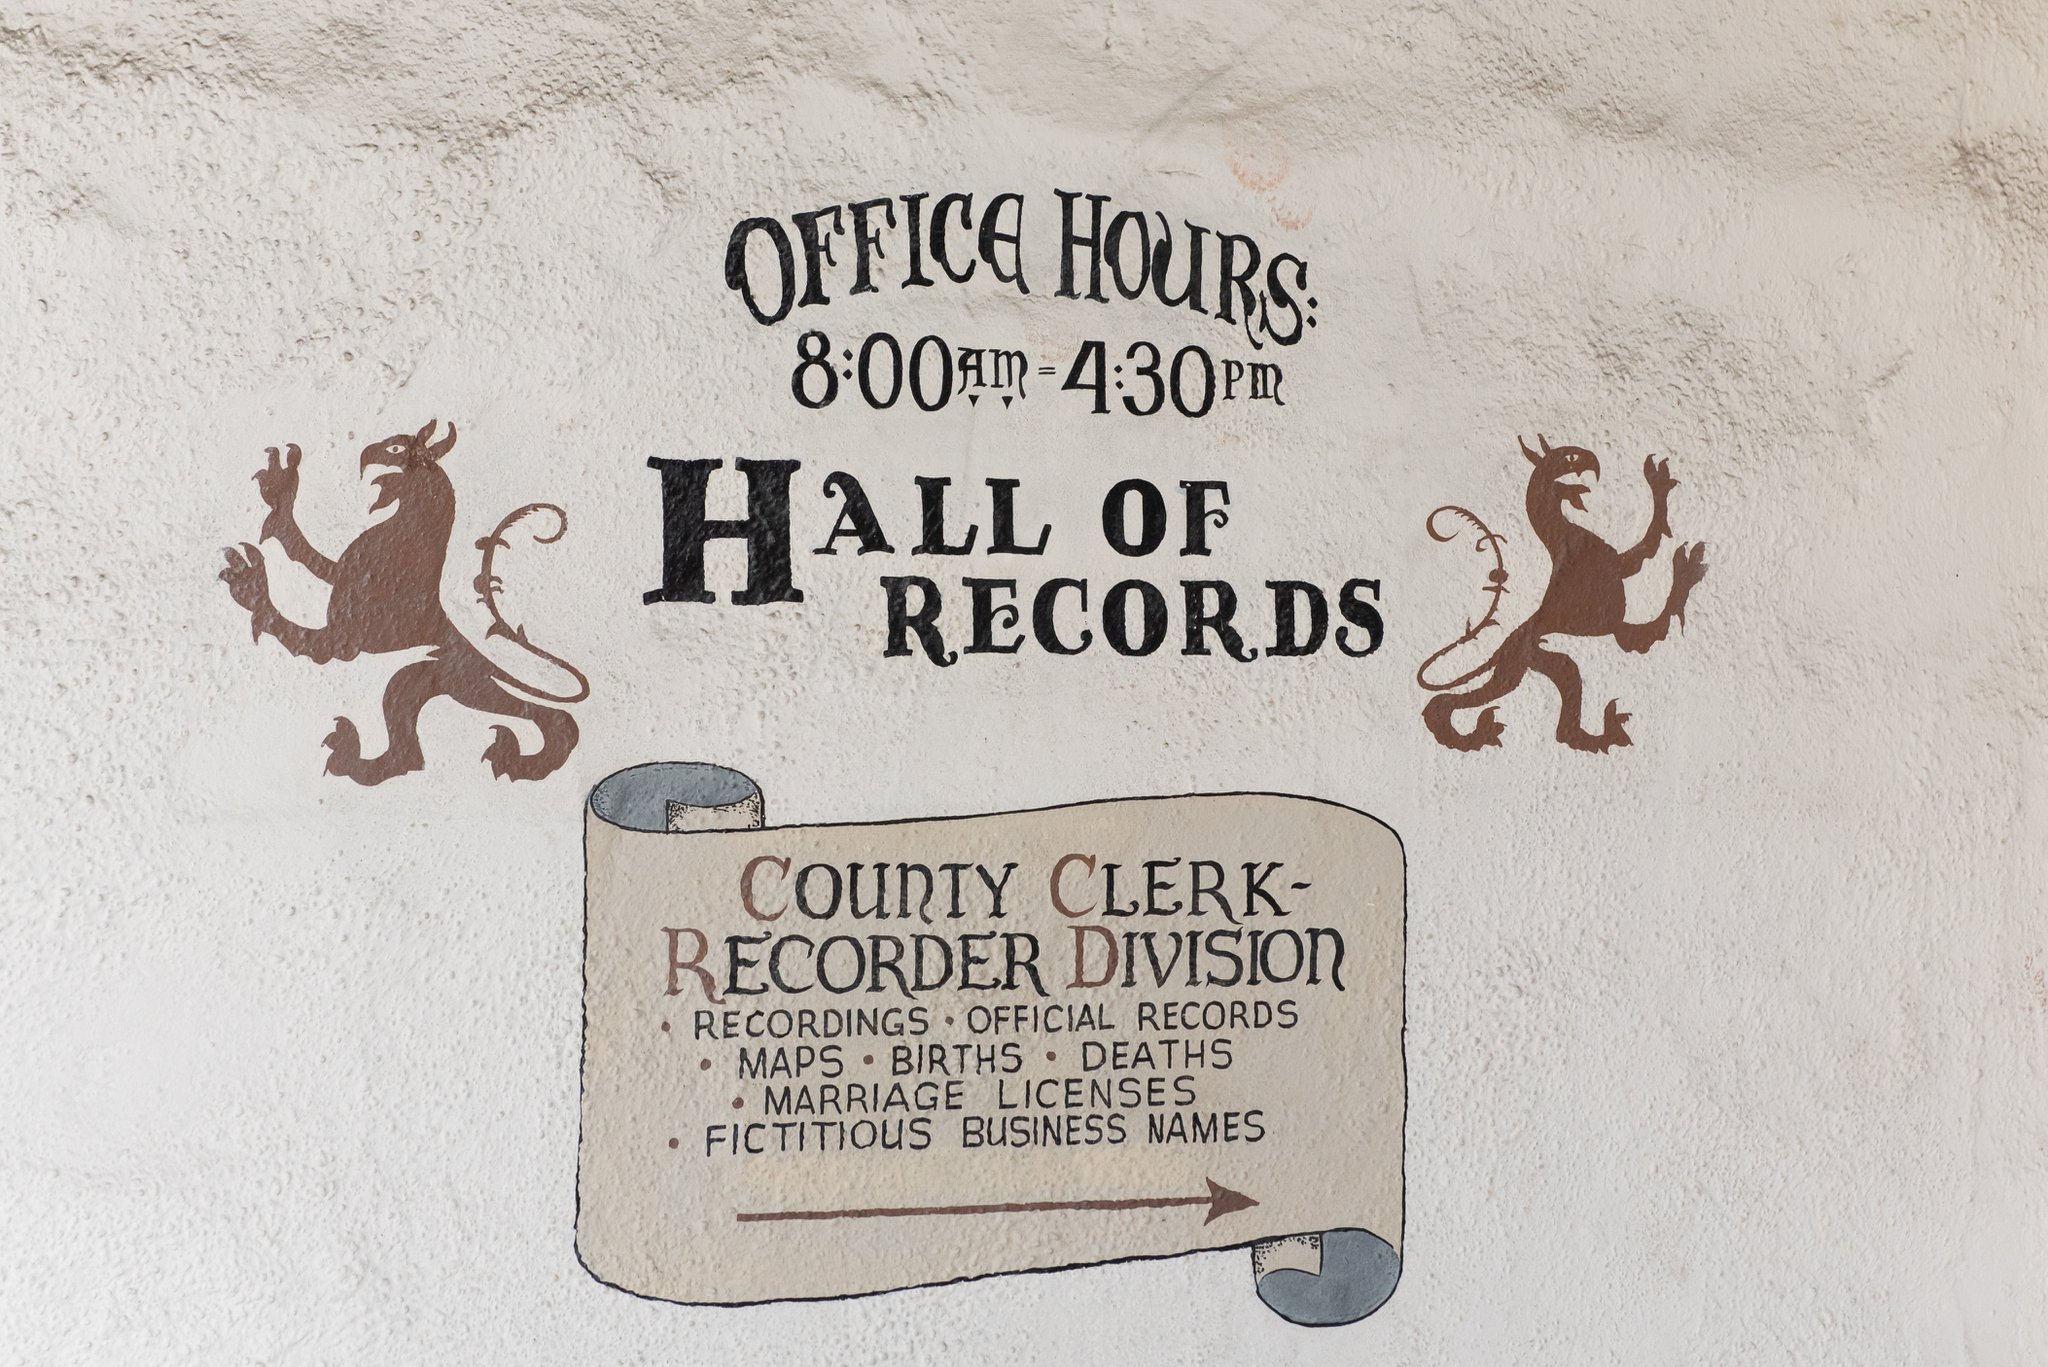 OFFICE HOURS:
8:00AM = 4:30PM
HALL OF
RECORDS
COUNTY CLERK-
RECORDER DIVISION
• RECORDINGS • OFFICIAL RECORDS
• MAPS • BIRTHS • DEATHS
• MARRIAGE LICENSES
• FICTITIOUS BUSINESS NAMES